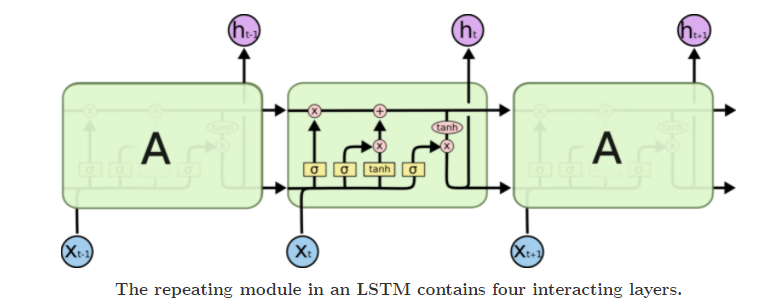 ht-1 ht ht+1
x +
A tanh A
x x
σ σ tanh σ
Xt-1 Xt Xt+1
The repeating module in an LSTM contains four interacting layers.